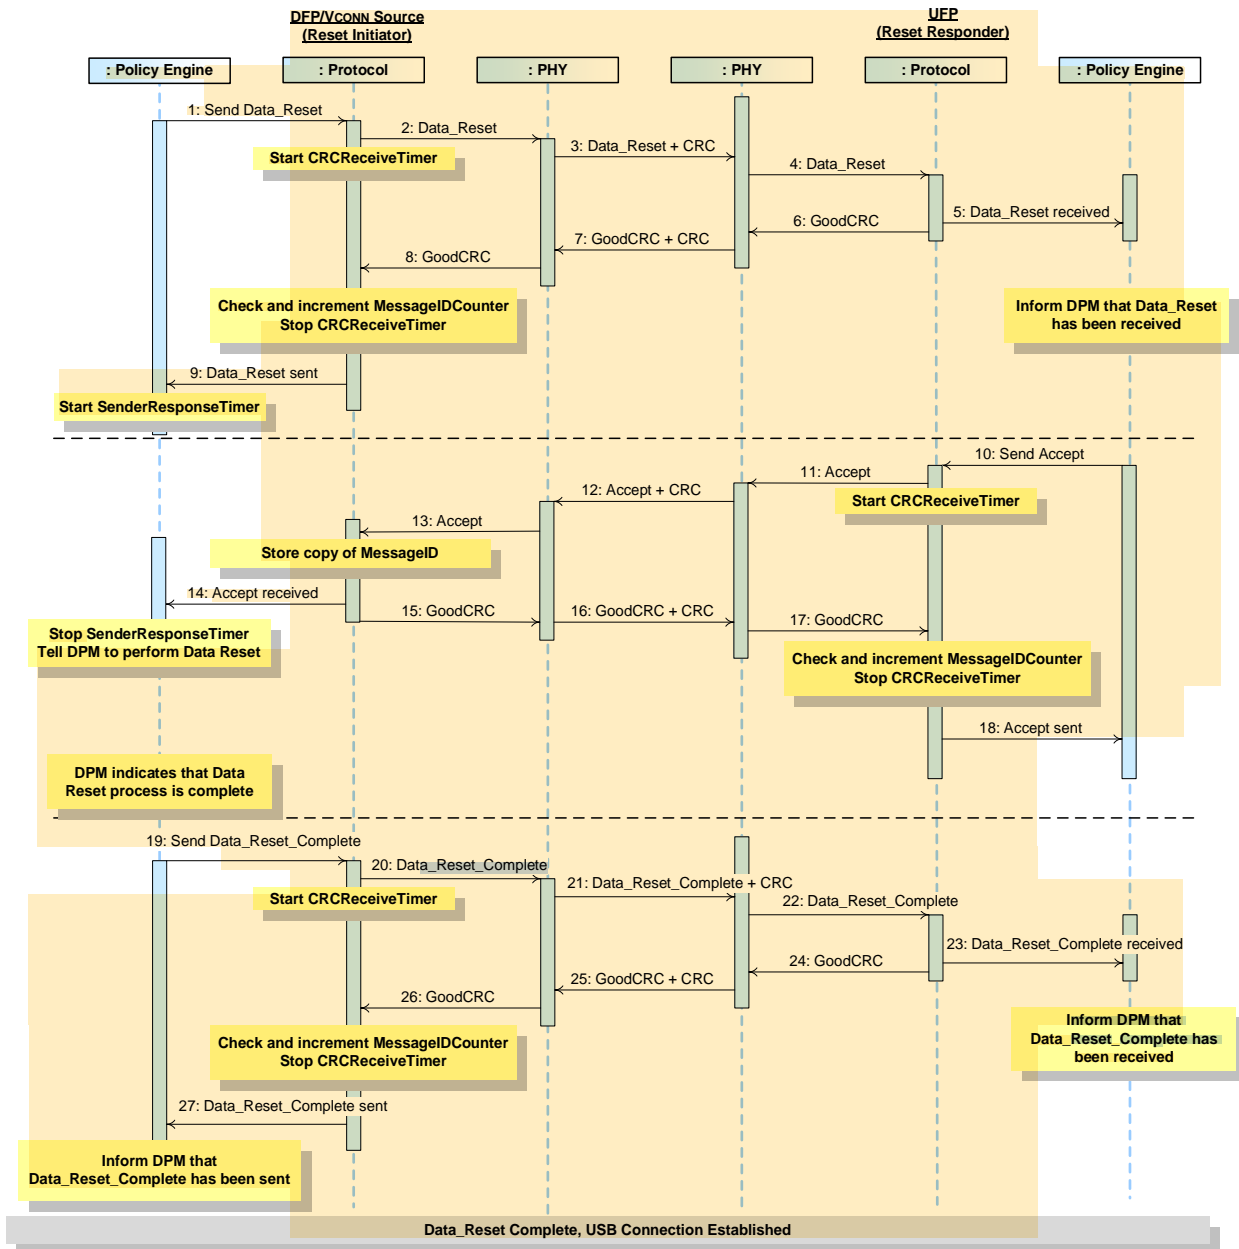 DFP/VCONN Source
(Reset Initiator)
UFP
(Reset Responder)
: Policy Engine
: Protocol
: PHY
: PHY
: Protocol
: Policy Engine
1: Send Data_Reset
2: Data_Reset
Start CRCReceiveTimer
3: Data_Reset + CRC
4: Data_Reset
5: Data_Reset received
6: GoodCRC
7: GoodCRC + CRC
8: GoodCRC
Check and increment MessageIDCounter
Stop CRCReceiveTimer
Inform DPM that Data_Reset
has been received
9: Data_Reset sent
Start SenderResponseTimer
10: Send Accept
11: Accept
Start CRCReceiveTimer
12: Accept + CRC
13: Accept
Store copy of MessageID
14: Accept received
15: GoodCRC
16: GoodCRC + CRC
17: GoodCRC
Stop SenderResponseTimer
Tell DPM to perform Data Reset
Check and increment MessageIDCounter
Stop CRCReceiveTimer
18: Accept sent
DPM indicates that Data
Reset process is complete
19: Send Data_Reset_Complete
20: Data_Reset_Complete
Start CRCReceiveTimer
21: Data_Reset_Complete + CRC
22: Data_Reset_Complete
23: Data_Reset_Complete received
24: GoodCRC
25: GoodCRC + CRC
26: GoodCRC
Check and increment MessageIDCounter
Stop CRCReceiveTimer
Inform DPM that
Data_Reset_Complete has
been received
27: Data_Reset_Complete sent
Inform DPM that
Data_Reset_Complete has been sent
Data_Reset Complete, USB Connection Established